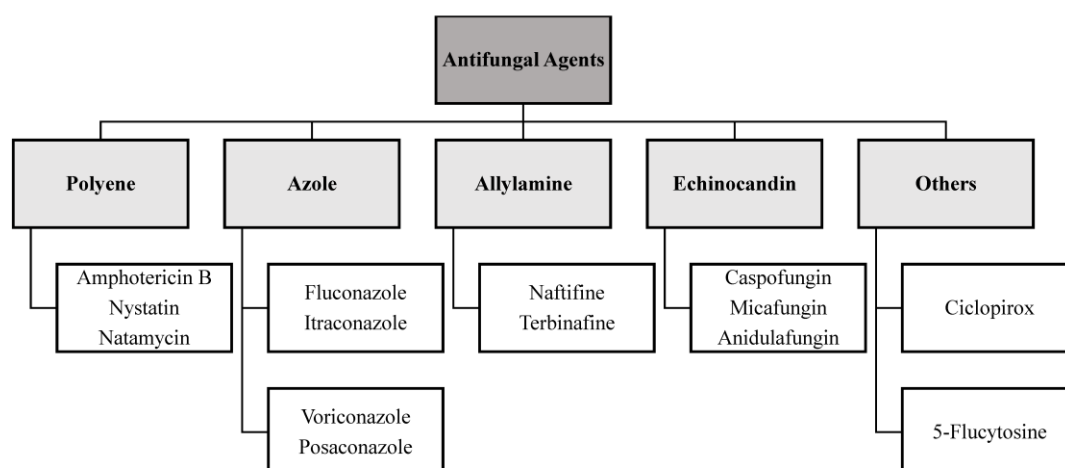 Antifungal Agents
Polyene
Azole
Allylamine
Echinocandin
Others
Amphotericin B
Nystatin
Natamycin
Fluconazole
Itraconazole
Naftifine
Terbinafine
Caspofungin
Micafungin
Anidulafungin
Ciclopirox
Voriconazole
Posaconazole
5-Flucytosine